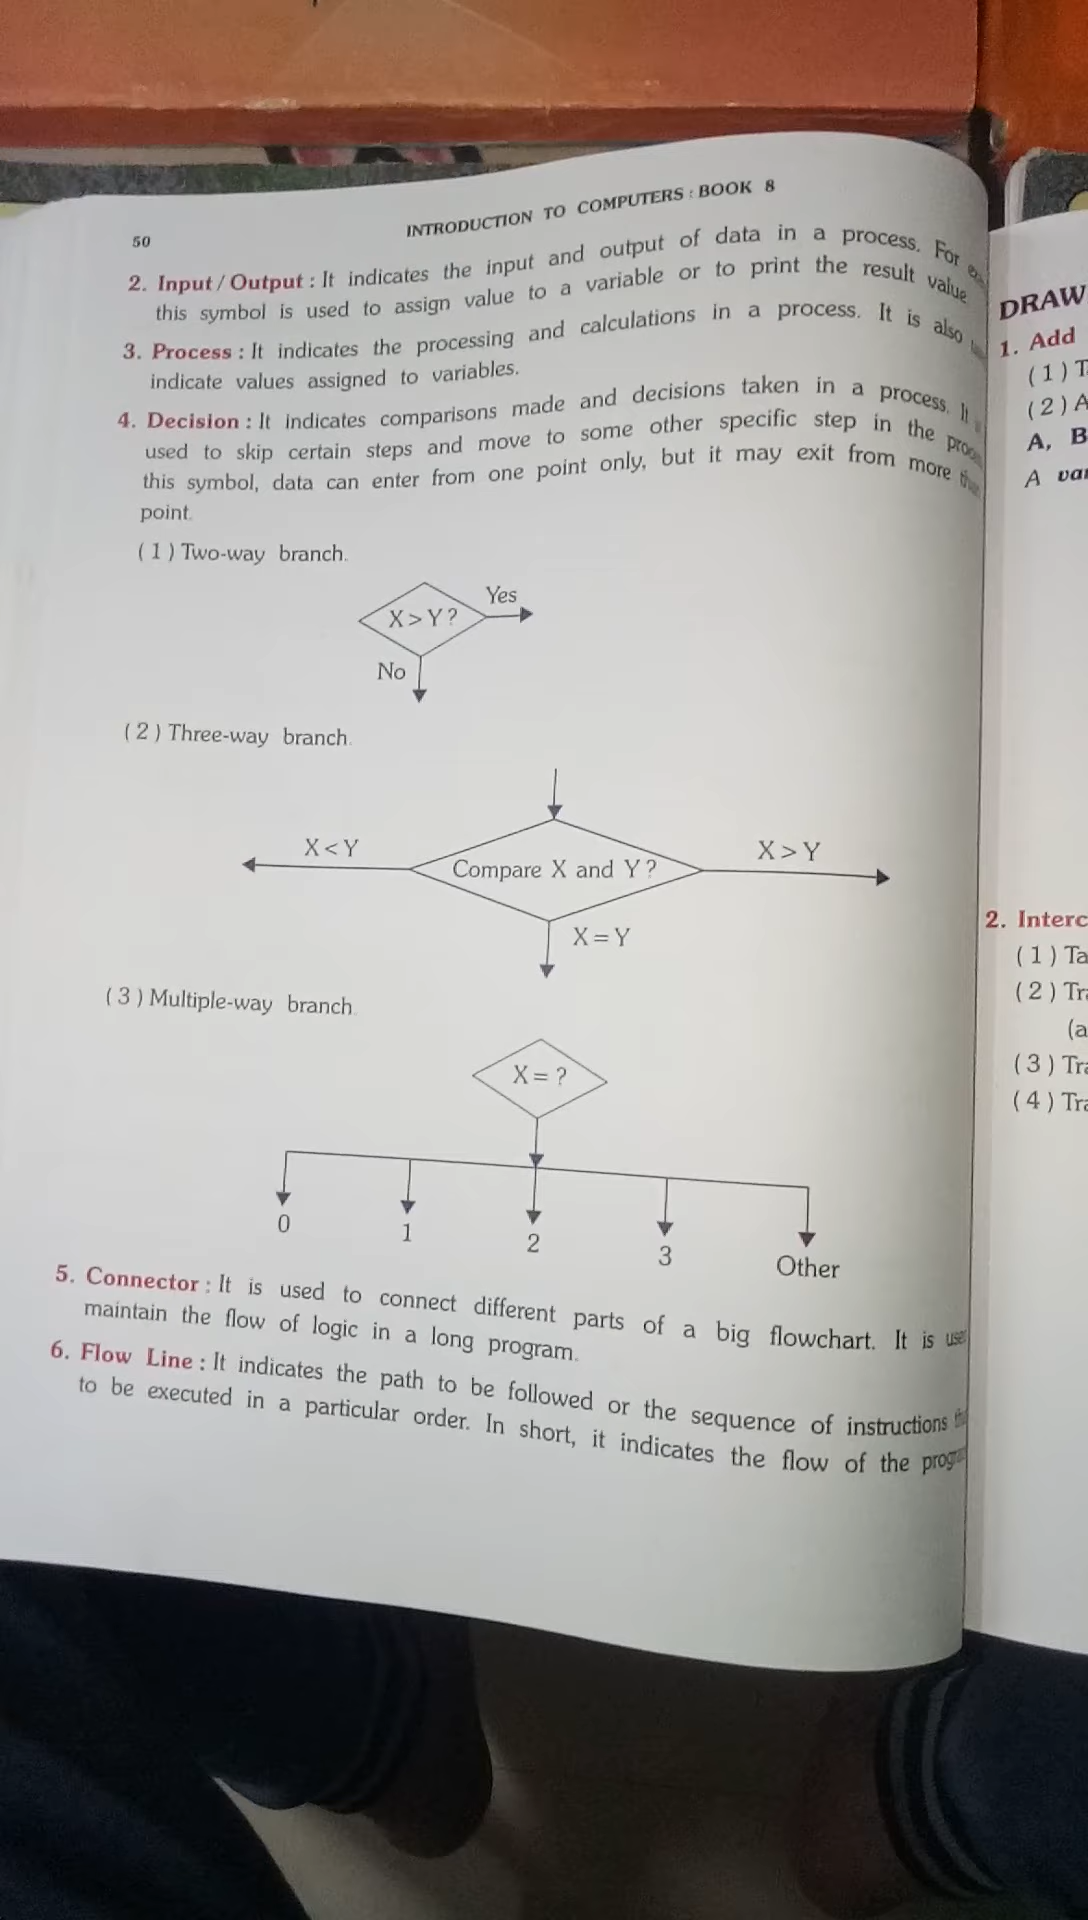 50
INTRODUCTION TO COMPUTERS : BOOK 8
2. Input / Output : It indicates the input and output of data in a process. For
this symbol is used to assign value to a variable or to print the result value
3. Process : It indicates the processing and calculations in a process. It is also
indicate values assigned to variables.
4. Decision : It indicates comparisons made and decisions taken in a process. It
used to skip certain steps and move to some other specific step in the
this symbol, data can enter from one point only, but it may exit from more
point.
( 1 ) Two-way branch.
X > Y ?
Yes
No
( 2 ) Three-way branch.
X < Y
Compare X and Y ?
X > Y
X = Y
( 3 ) Multiple-way branch.
X = ?
0
1
2
3
Other
5. Connector : It is used to connect different parts of a big flowchart. It is
maintain the flow of logic in a long program.
6. Flow Line : It indicates the path to be followed or the sequence of instructions
to be executed in a particular order. In short, it indicates the flow of the
DRAW
1. Add
( 1 )
( 2 ) A
A, B
A
2.
( 1 ) Ta
( 2 )
(a
( 3 )
( 4 )